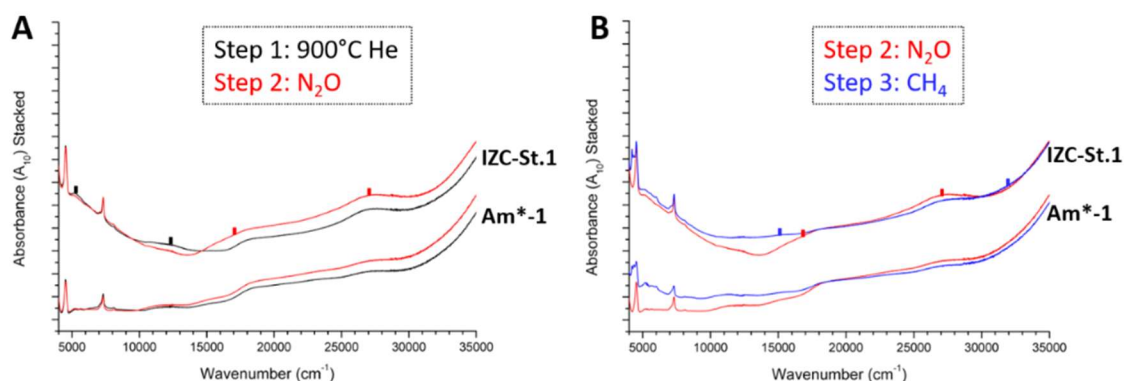 A
Step 1: 900°C He
Step 2: N₂O
IZC-St.1
Am*-1
Absorbance (A₁₀) Stacked
5000 10000 15000 20000 25000 30000 35000
Wavenumber (cm⁻¹)
B
Step 2: N₂O
Step 3: CH₄
IZC-St.1
Am*-1
Absorbance (A₁₀) Stacked
5000 10000 15000 20000 25000 30000 35000
Wavenumber (cm⁻¹)